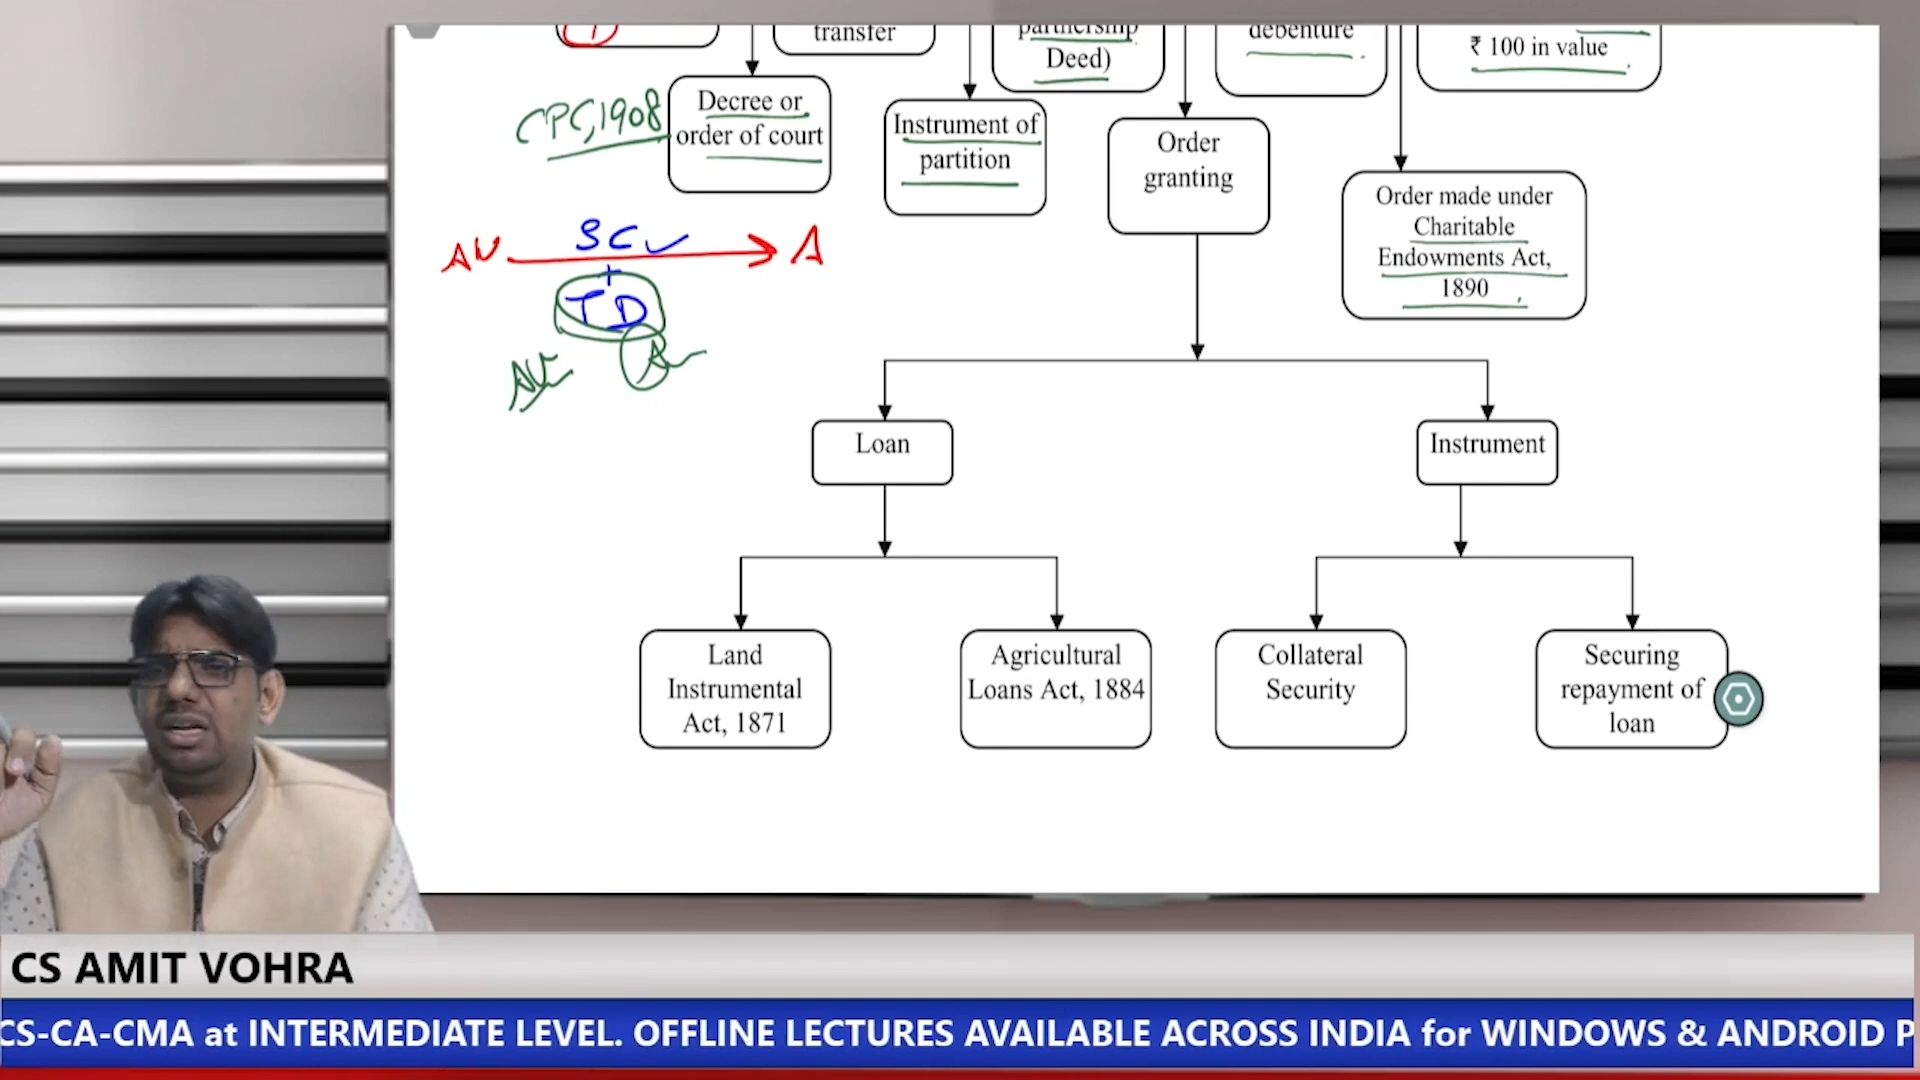 transfer
partnership
Deed)
debenture
₹ 100 in value
CPC, 1908
Decree or
order of court
Instrument of
partition
Order
granting
Order made under
Charitable
Endowments Act,
1890
AV
SC
A
+
TD
AV
A
Loan
Instrument
Land
Instrumental
Act, 1871
Agricultural
Loans Act, 1884
Collateral
Security
Securing
repayment of
loan
CS AMIT VOHRA
CS-CA-CMA at INTERMEDIATE LEVEL. OFFLINE LECTURES AVAILABLE ACROSS INDIA for WINDOWS & ANDROID P